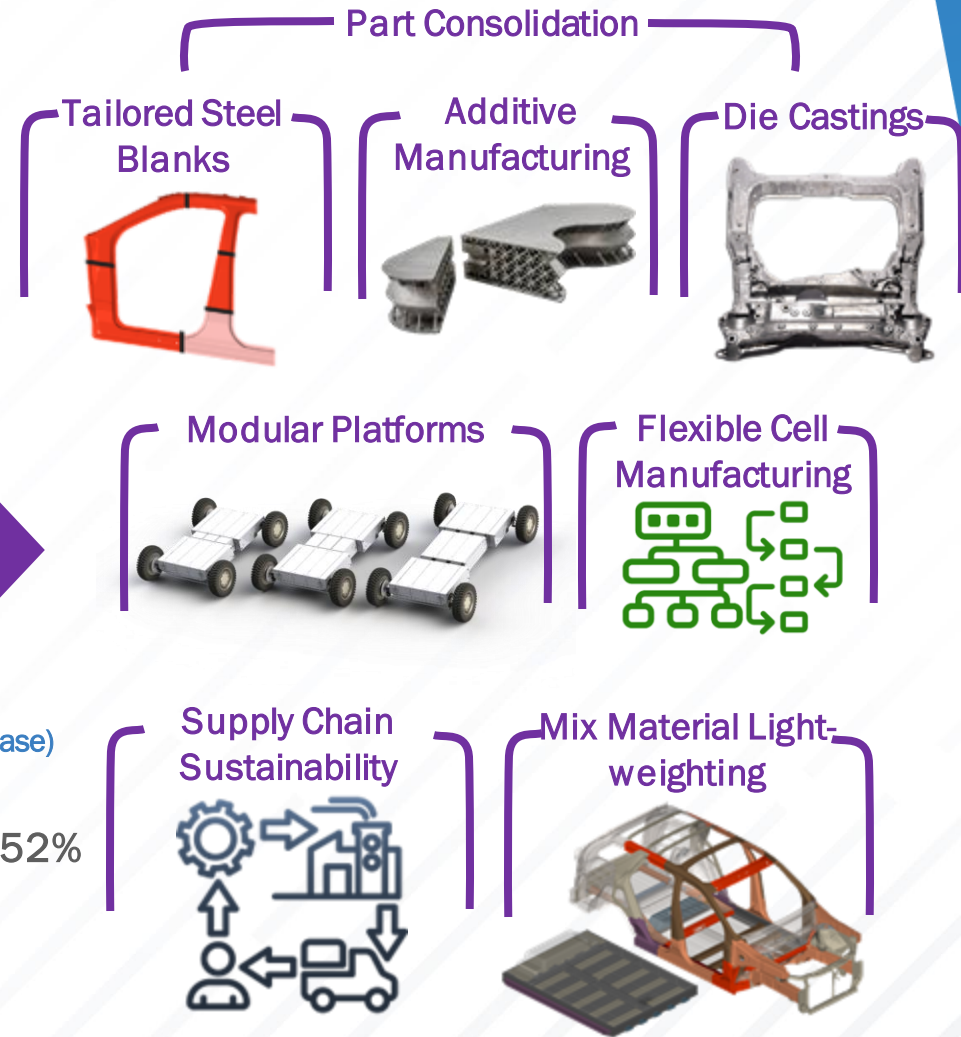 Part Consolidation
Tailored Steel
Blanks
Additive
Manufacturing
Die Castings
Modular Platforms
Flexible Cell
Manufacturing
ase)
52%
Supply Chain
Sustainability
Mix Material Light-
weighting